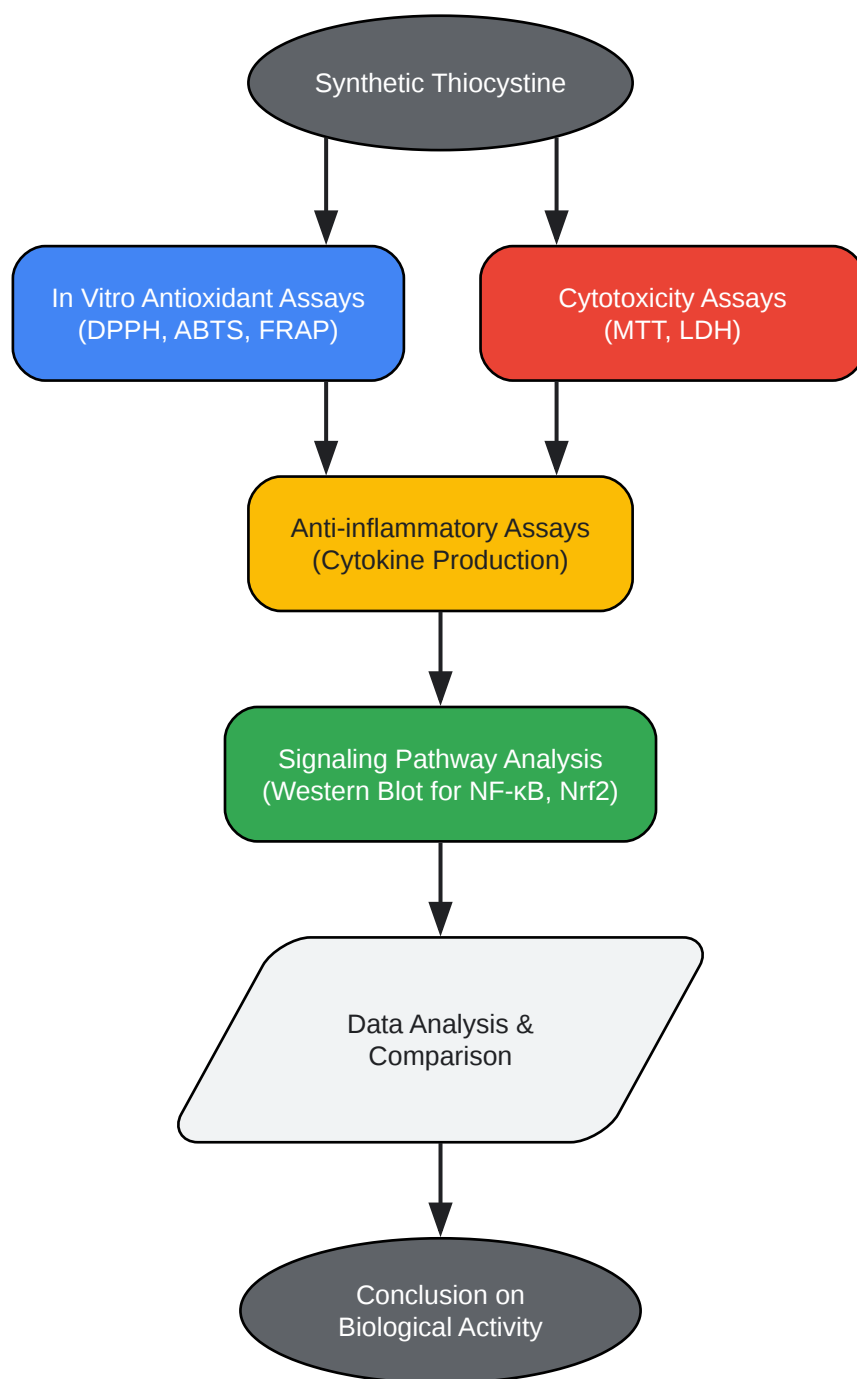 Synthetic Thiocystine
In Vitro Antioxidant Assays
(DPPH, ABTS, FRAP)
Cytotoxicity Assays
(MTT, LDH)
Anti-inflammatory Assays
(Cytokine Production)
Signaling Pathway Analysis
(Western Blot for NF-κB, Nrf2)
Data Analysis &
Comparison
Conclusion on
Biological Activity